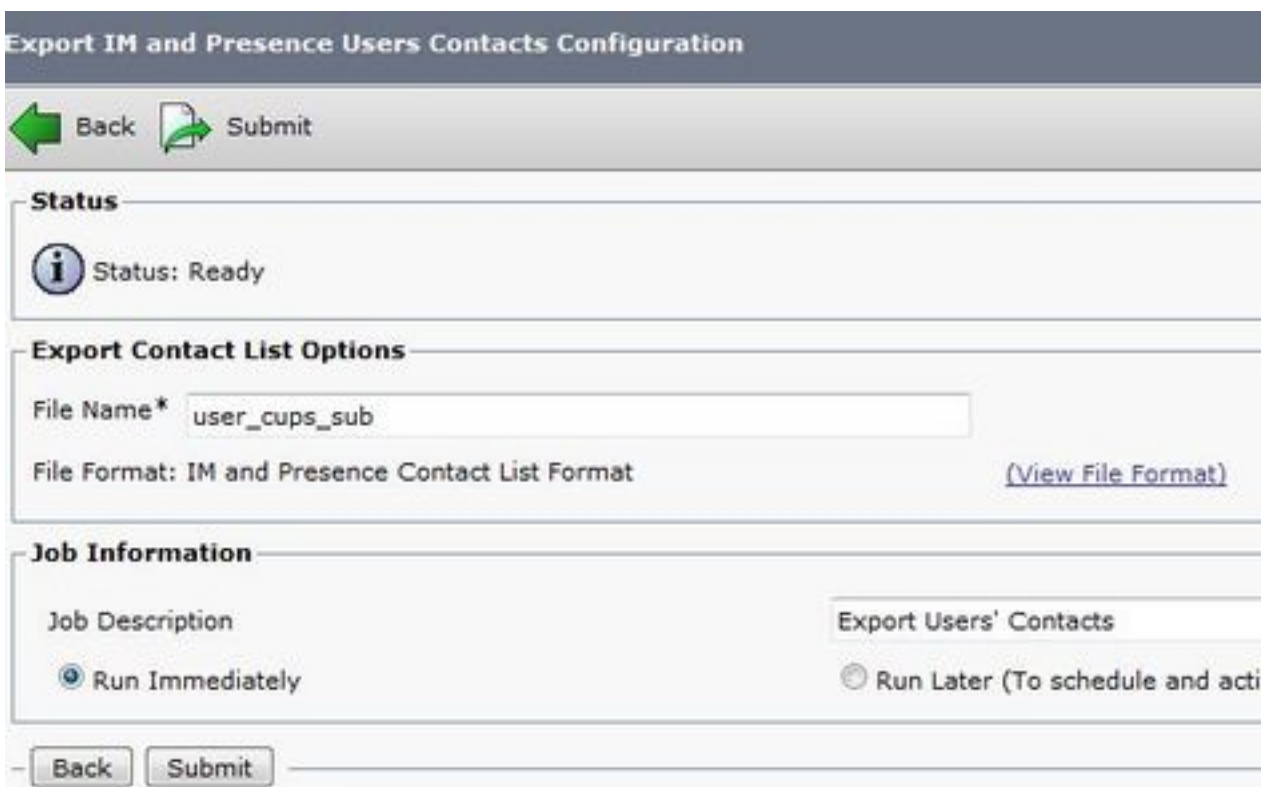 Export IM and Presence Users Contacts Configuration
Back Submit
Status
i Status: Ready
Export Contact List Options
File Name* user_cups_sub
File Format: IM and Presence Contact List Format (View File Format)
Job Information
Job Description Export Users' Contacts
Run Immediately Run Later (To schedule and acti
Back Submit